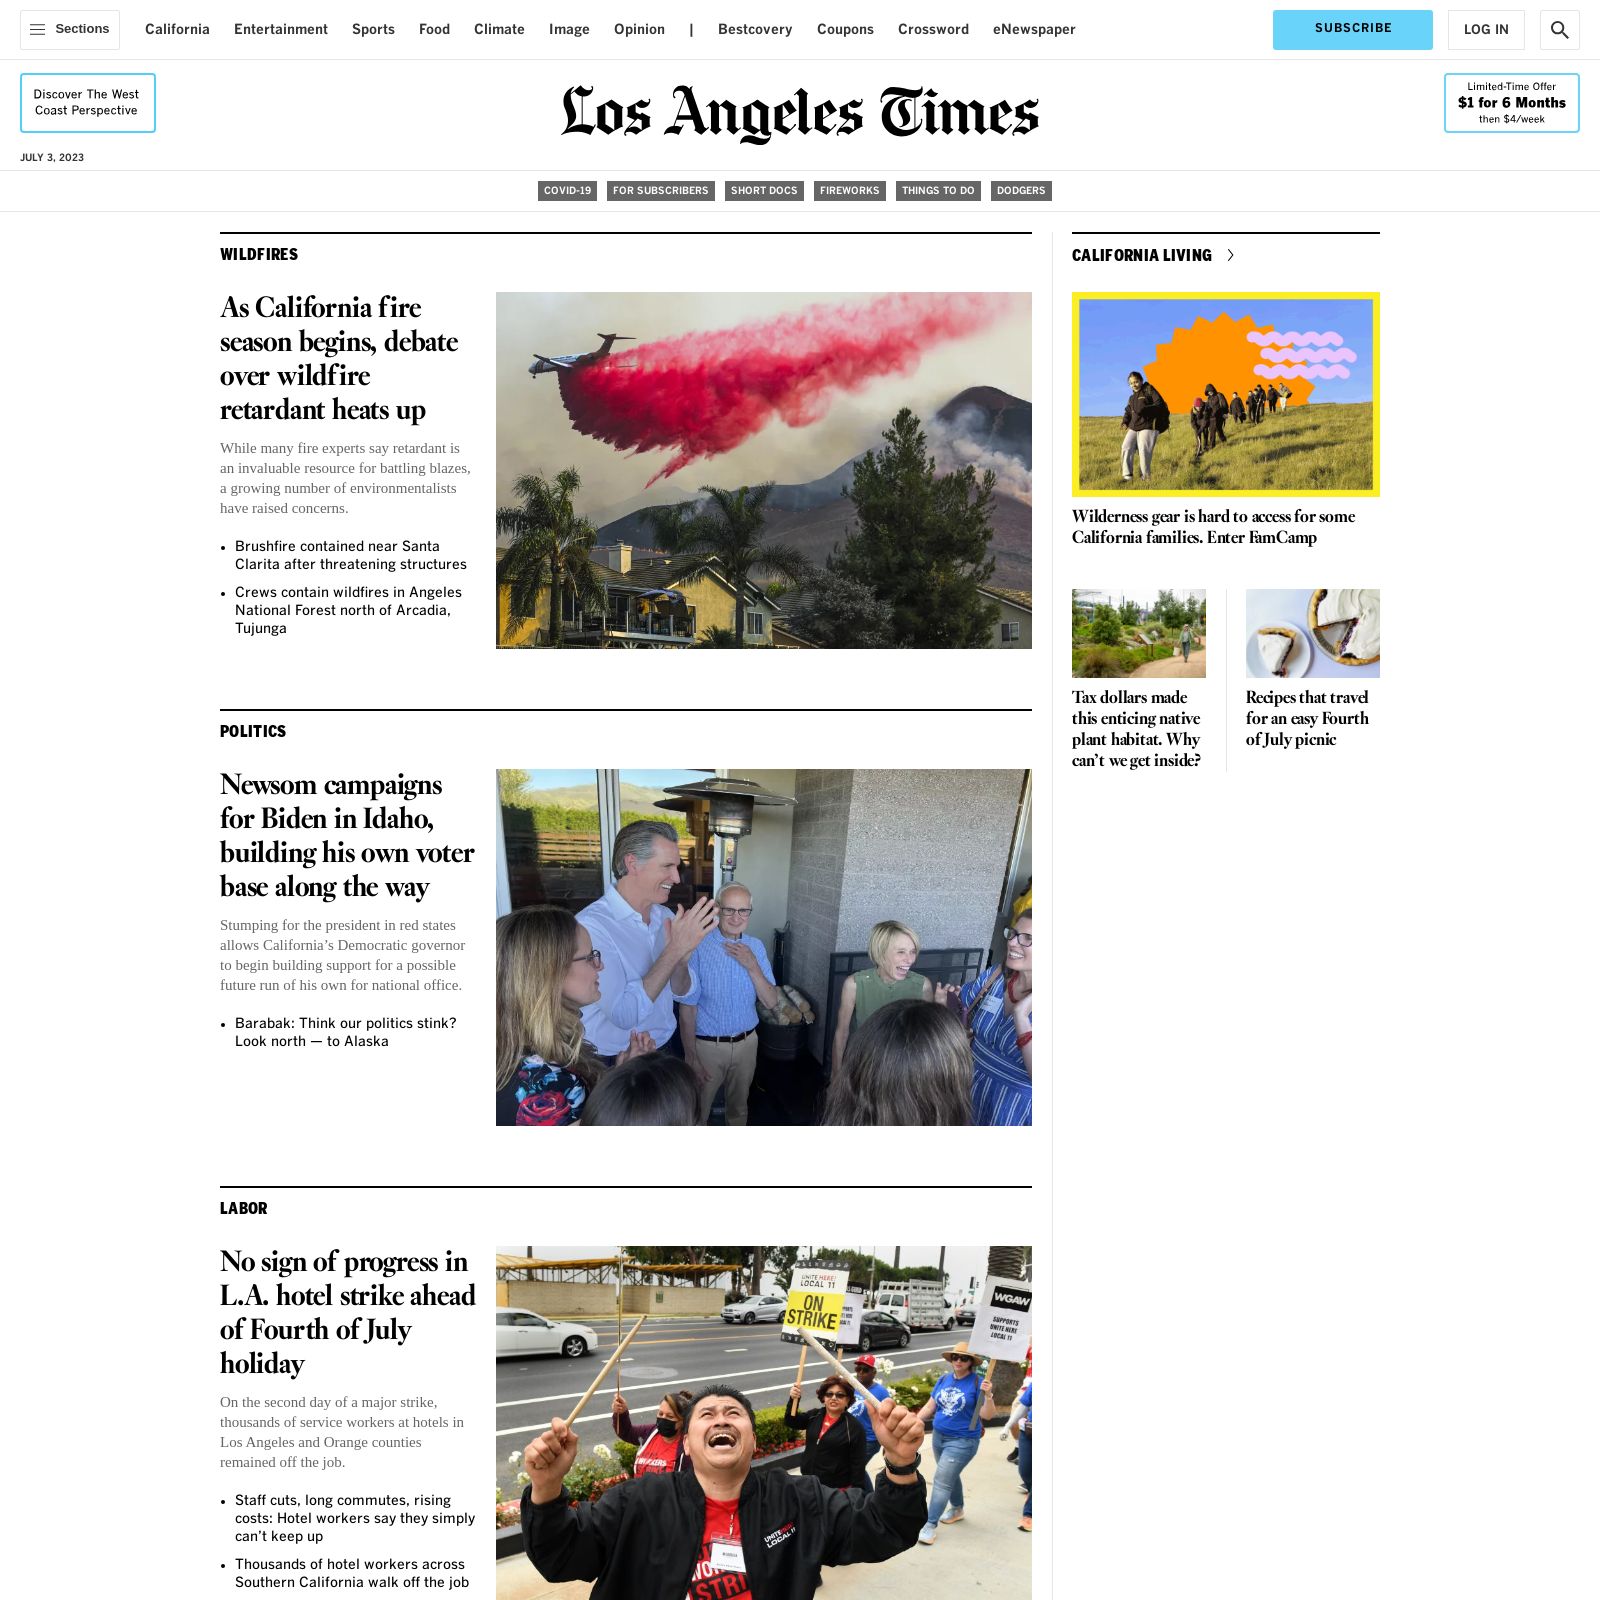 Sections
California
Entertainment
Sports
Food
Climate
Image
Opinion
|
Bestcovery
Coupons
Crossword
eNewspaper
SUBSCRIBE
LOG IN
Discover The West
Coast Perspective
Los Angeles Times
Limited-Time Offer
$1 for 6 Months
then $4/week
JULY 3, 2023
COVID-19
FOR SUBSCRIBERS
SHORT DOCS
FIREWORKS
THINGS TO DO
DODGERS
WILDFIRES
As California fire
season begins, debate
over wildfire
retardant heats up
While many fire experts say retardant is
an invaluable resource for battling blazes,
a growing number of environmentalists
have raised concerns.
• Brushfire contained near Santa
Clarita after threatening structures
• Crews contain wildfires in Angeles
National Forest north of Arcadia,
Tujunga
POLITICS
Newsom campaigns
for Biden in Idaho,
building his own voter
base along the way
Stumping for the president in red states
allows California’s Democratic governor
to begin building support for a possible
future run of his own for national office.
• Barabak: Think our politics stink?
Look north — to Alaska
LABOR
No sign of progress in
L.A. hotel strike ahead
of Fourth of July
holiday
On the second day of a major strike,
thousands of service workers at hotels in
Los Angeles and Orange counties
remained off the job.
• Staff cuts, long commutes, rising
costs: Hotel workers say they simply
can’t keep up
• Thousands of hotel workers across
Southern California walk off the job
UNITE HERE!
LOCAL 11
ON
STRIKE
WGAW
SUPPORTS
UNITE HERE
LOCAL 11
UNITE HERE!
LOCAL 11
CALIFORNIA LIVING
Wilderness gear is hard to access for some
California families. Enter FamCamp
Tax dollars made
this enticing native
plant habitat. Why
can’t we get inside?
Recipes that travel
for an easy Fourth
of July picnic